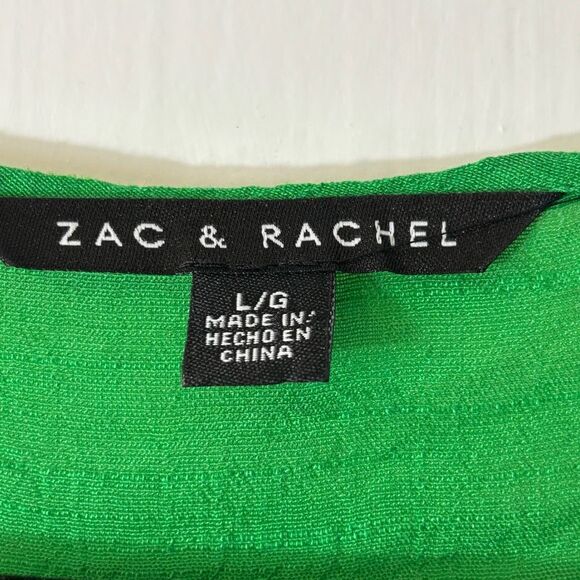 ZAC & RACHEL
L/G
MADE IN:
HECHO EN
CHINA